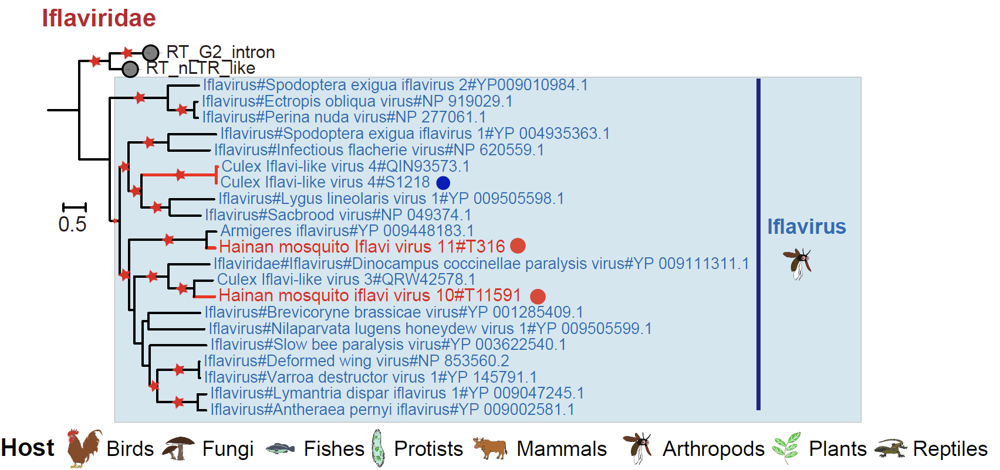 Iflaviridae
RT_G2_intron
RT_nLTR_like
Iflavirus#Spodoptera exigua iflavirus 2#YP009010984.1
Iflavirus#Ectropis obliqua virus#NP 919029.1
Iflavirus#Perina nuda virus#NP 277061.1
Iflavirus#Spodoptera exigua iflavirus 1#YP 004935363.1
Iflavirus#Infectious flacherie virus#NP 620559.1
Culex Iflavi-like virus 4#QIN93573.1
Culex Iflavi-like virus 4#S1218
Iflavirus#Lygus lineolaris virus 1#YP 009505598.1
Iflavirus#Sacbrood virus#NP 049374.1
0.5
Armigeres iflavirus#YP 009448183.1
Iflavirus
Hainan mosquito Iflavi virus 11#T316
Iflaviridae#Iflavirus#Dinocampus coccinellae paralysis virus#YP 009111311.1
Culex Iflavi-like virus 3#QRW42578.1
Hainan mosquito iflavi virus 10#T11591
Iflavirus#Brevicoryne brassicae virus#YP 001285409.1
Iflavirus#Nilaparvata lugens honeydew virus 1#YP 009505599.1
Iflavirus#Slow bee paralysis virus#YP 003622540.1
Iflavirus#Deformed wing virus#NP 853560.2
Iflavirus#Varroa destructor virus 1#YP 145791.1
Iflavirus#Lymantria dispar iflavirus 1#YP 009047245.1
Iflavirus#Antheraea pernyi iflavirus#YP 009002581.1
Host Birds Fungi Fishes Protists Mammals Arthropods Plants Reptiles